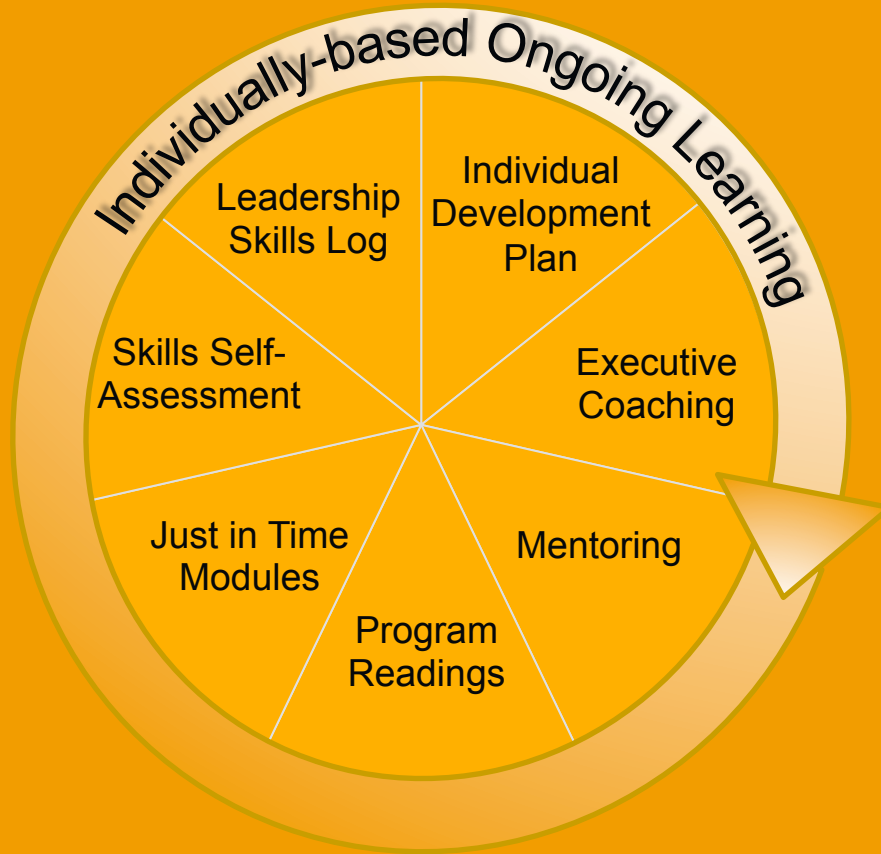 Individually-based Ongoing Learning
Individual
Development
Plan
Executive
Coaching
Mentoring
Program
Readings
Just in Time
Modules
Skills Self-
Assessment
Leadership
Skills Log